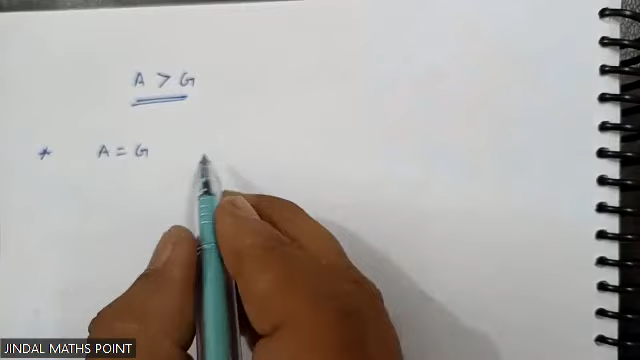 A > G
* A = G
JINDAL MATHS POINT